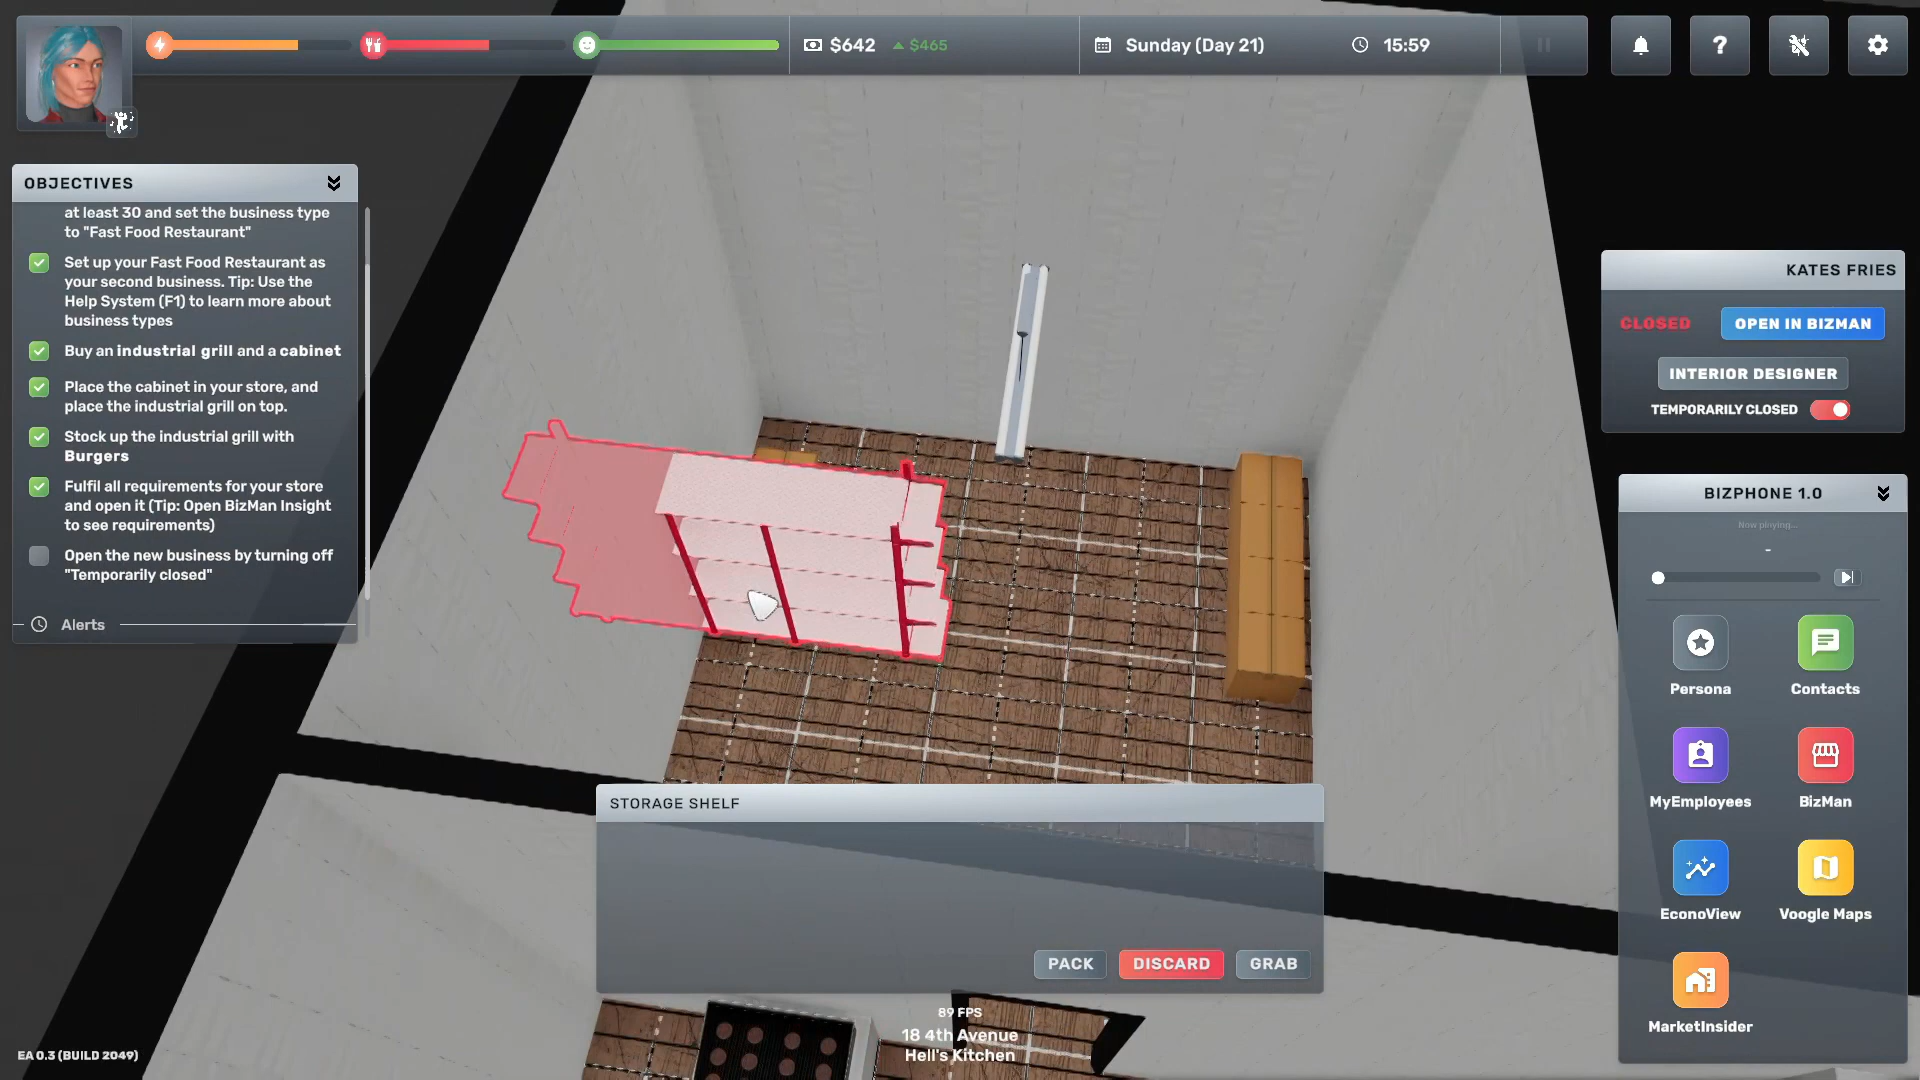 $642
$465
Sunday (Day 21)
15:59
?
OBJECTIVES
at least 30 and set the business type
to "Fast Food Restaurant"
Set up your Fast Food Restaurant as
your second business. Tip: Use the
Help System (F1) to learn more about
business types
Buy an industrial grill and a cabinet
Place the cabinet in your store, and
place the industrial grill on top.
Stock up the industrial grill with
Burgers
Fulfil all requirements for your store
and open it (Tip: Open BizMan Insight
to see requirements)
Open the new business by turning off
"Temporarily closed"
Alerts
KATES FRIES
CLOSED
OPEN IN BIZMAN
INTERIOR DESIGNER
TEMPORARILY CLOSED
BIZPHONE 1.0
Now playing...
-
Persona
Contacts
MyEmployees
BizMan
EconoView
Voogle Maps
MarketInsider
STORAGE SHELF
PACK
DISCARD
GRAB
89 FPS
18 4th Avenue
Hell's Kitchen
EA 0.3 (BUILD 2049)